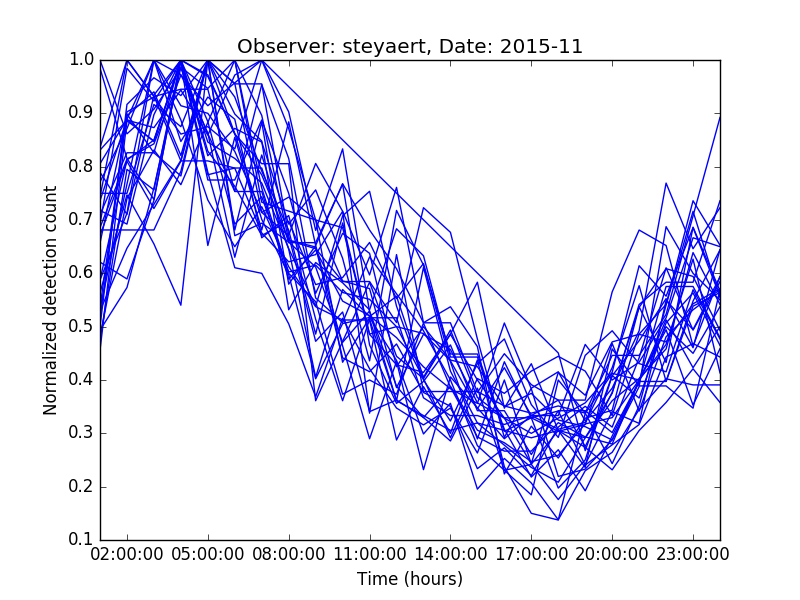 Observer: steyaert, Date: 2015-11
Normalized detection count
1.0
0.9
0.8
0.7
0.6
0.5
0.4
0.3
0.2
0.1
02:00:00 05:00:00 08:00:00 11:00:00 14:00:00 17:00:00 20:00:00 23:00:00
Time (hours)